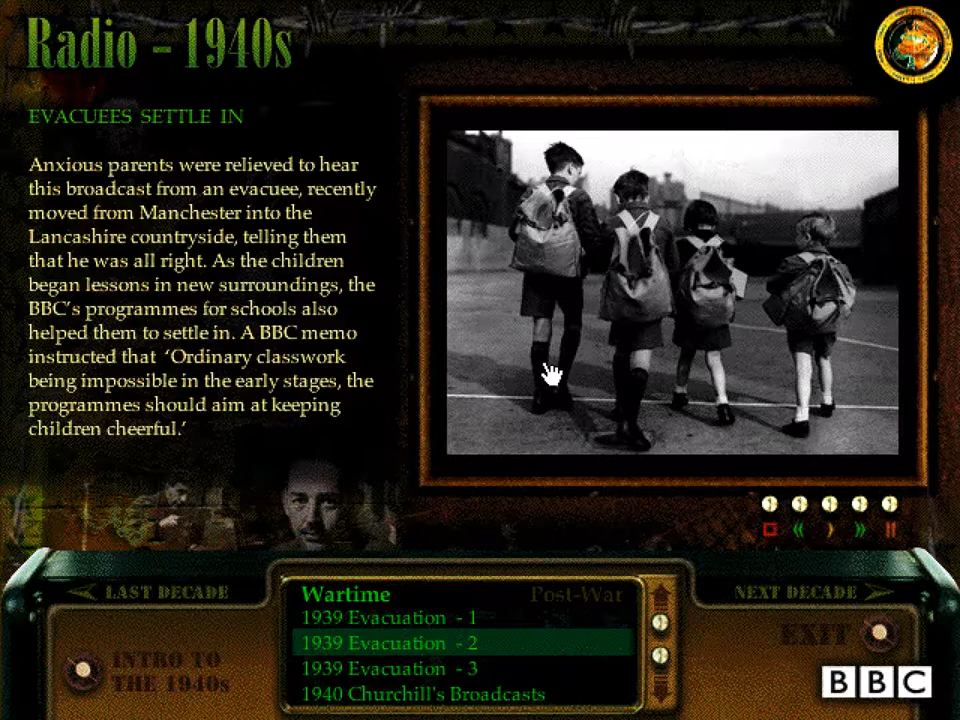 Radio - 1940s
EVACUEES SETTLE IN
Anxious parents were relieved to hear
this broadcast from an evacuee, recently
moved from Manchester into the
Lancashire countryside, telling them
that he was all right. As the children
began lessons in new surroundings, the
BBC's programmes for schools also
helped them to settle in. A BBC memo
instructed that 'Ordinary classwork
being impossible in the early stages, the
programmes should aim at keeping
children cheerful.'
LAST DECADE
NEXT DECADE
Wartime
Post-War
1939 Evacuation - 1
1939 Evacuation - 2
1939 Evacuation - 3
1940 Churchill's Broadcasts
INTRO TO
THE 1940s
EXIT
BBC